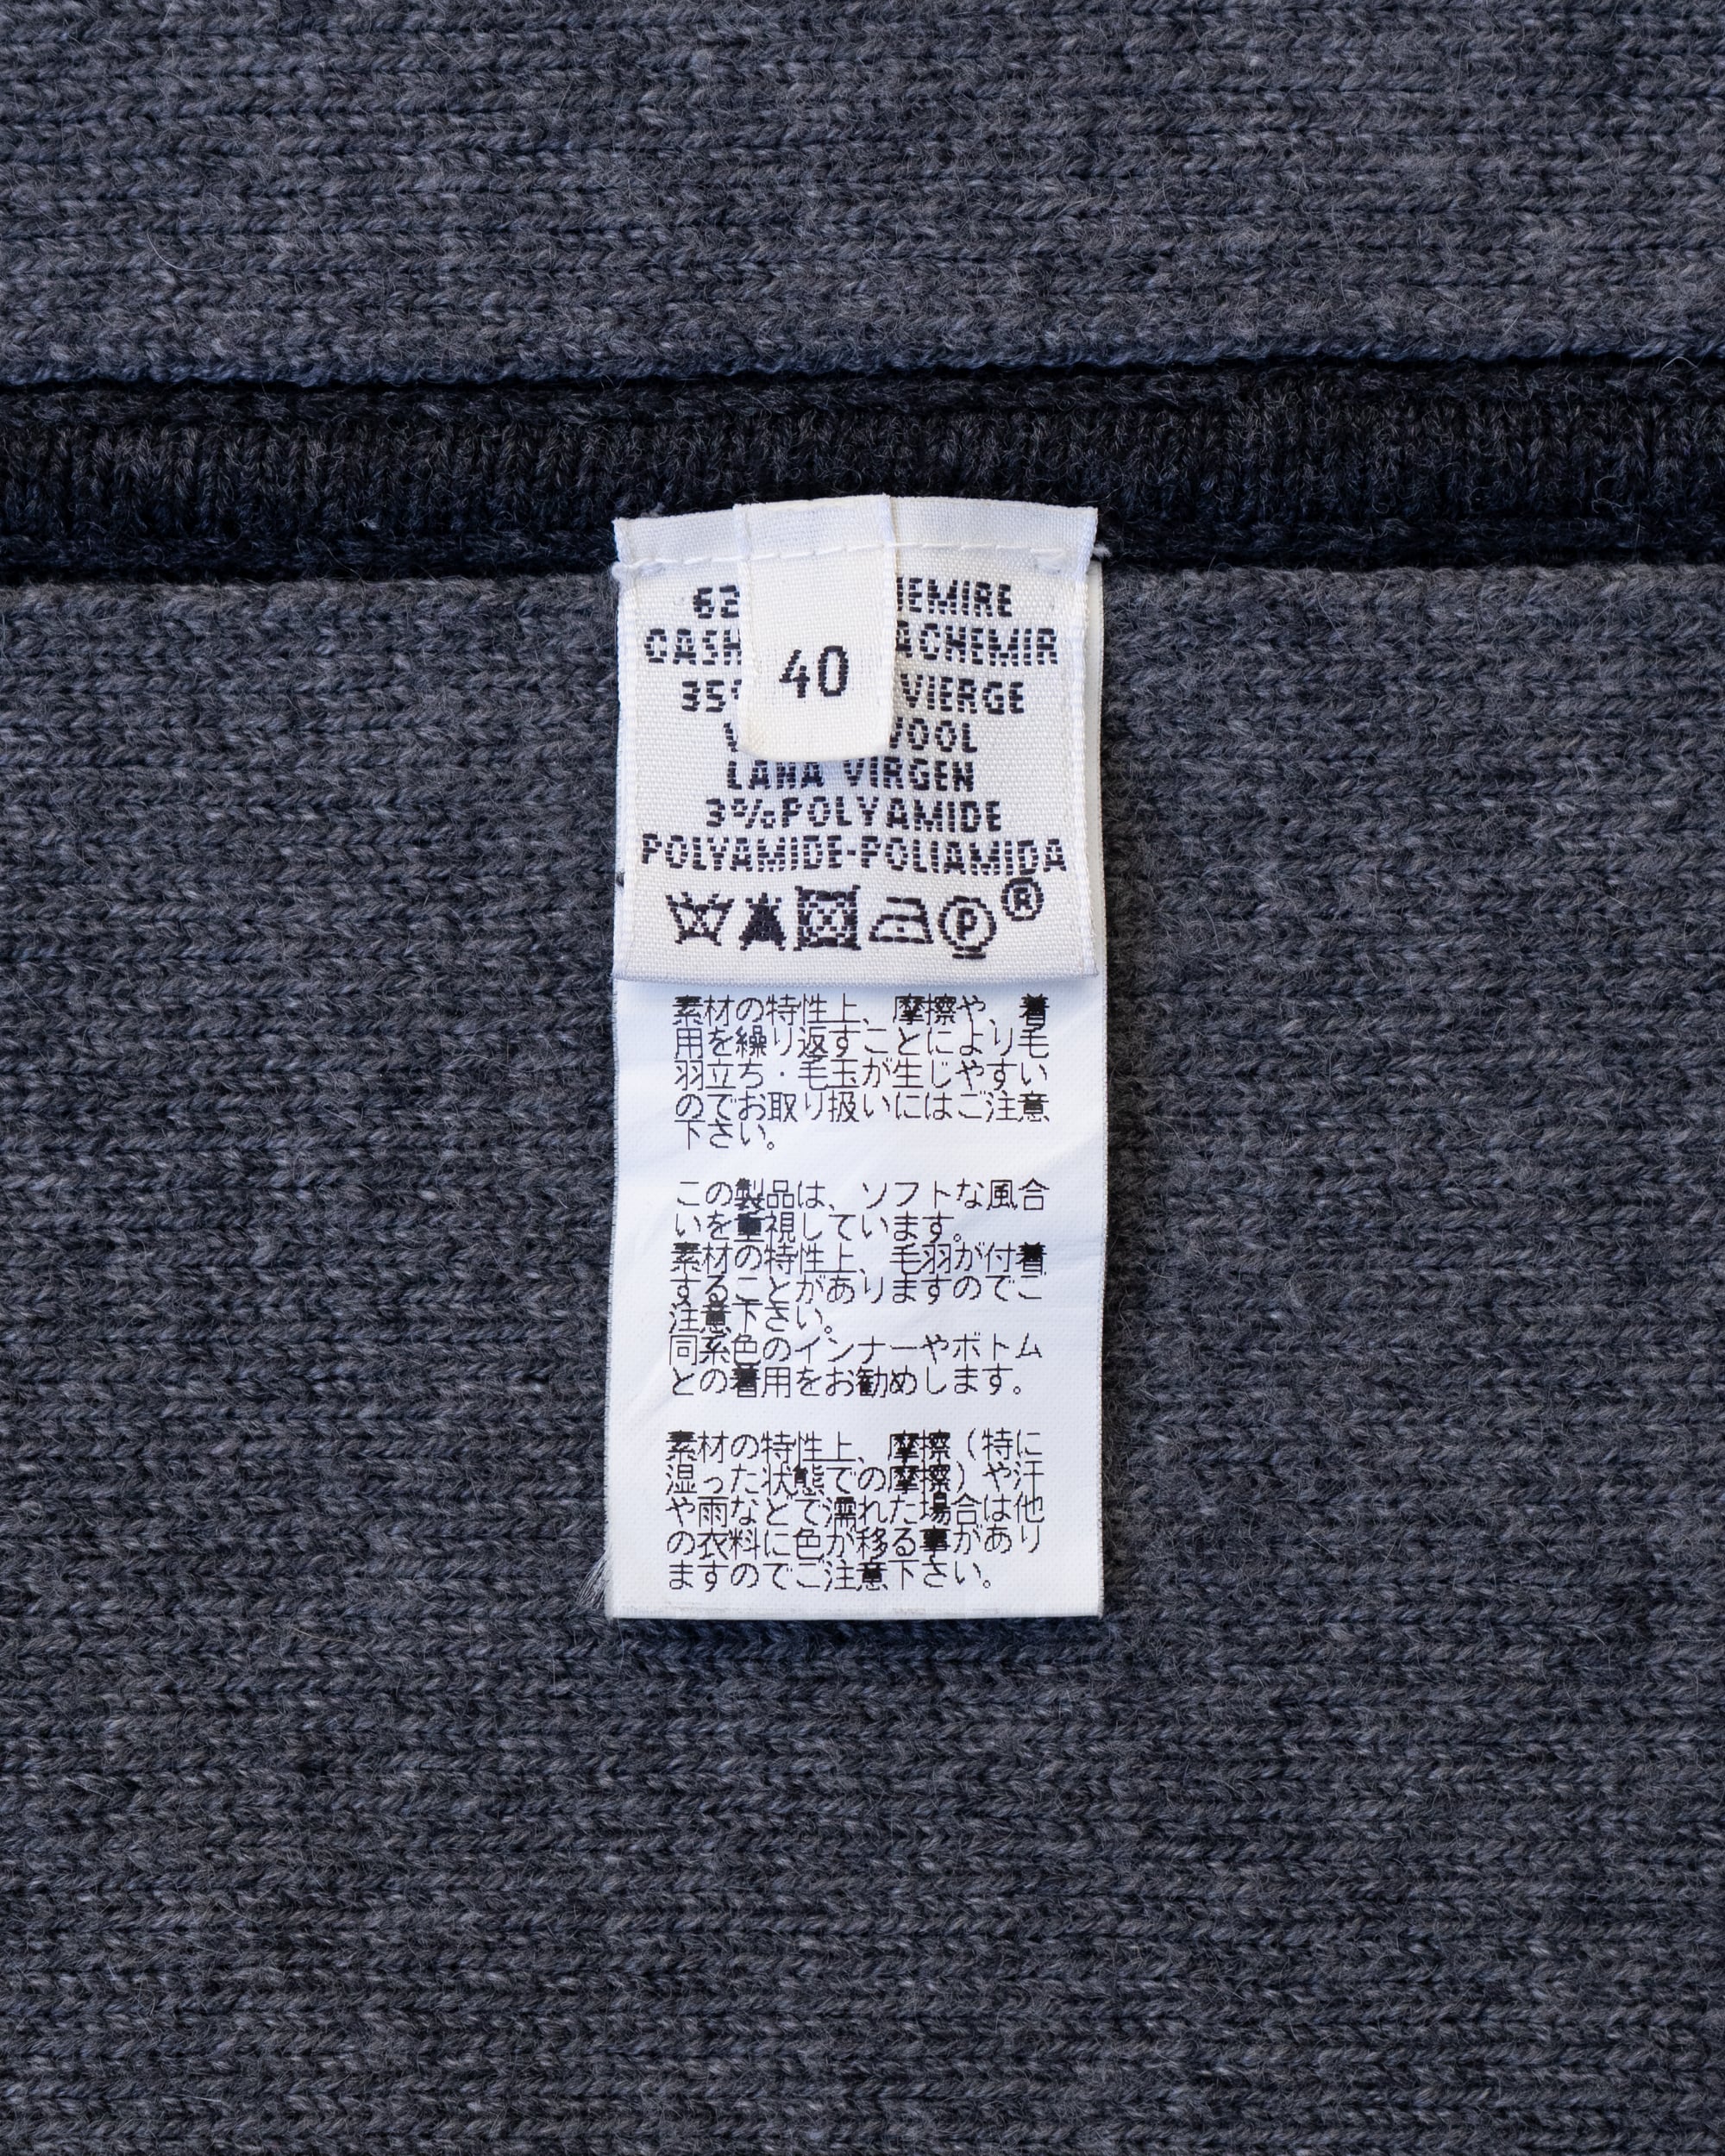 40
62
CASH ACHEMIR
35 VIERGE
LANA VIRGEN
3%POLYAMIDE
POLYAMIDE-POLIAMIDA
P ®
素材の特性上、摩擦や、着
用を繰り返すことにより毛
羽立ち・毛玉が生じやすい
のでお取り扱いにはご注意
下さい。
この製品は、ソフトな風合
いを重視しています。
素材の特性上、毛羽が付着
することがありますのでご
注意下さい。
同系色のインナーやボトム
との着用をお勧めします。
素材の特性上、摩擦（特に
湿った状態での摩擦）や汗
や雨などで濡れた場合は他
の衣料に色が移る事があり
ますのでご注意下さい。